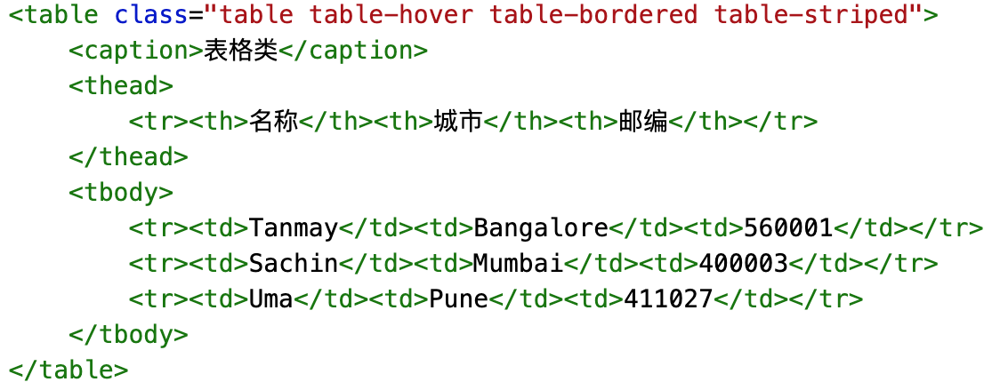 <table class="table table-hover table-bordered table-striped">
    <caption>表格类</caption>
    <thead>
        <tr><th>名称</th><th>城市</th><th>邮编</th></tr>
    </thead>
    <tbody>
        <tr><td>Tanmay</td><td>Bangalore</td><td>560001</td></tr>
        <tr><td>Sachin</td><td>Mumbai</td><td>400003</td></tr>
        <tr><td>Uma</td><td>Pune</td><td>411027</td></tr>
    </tbody>
</table>